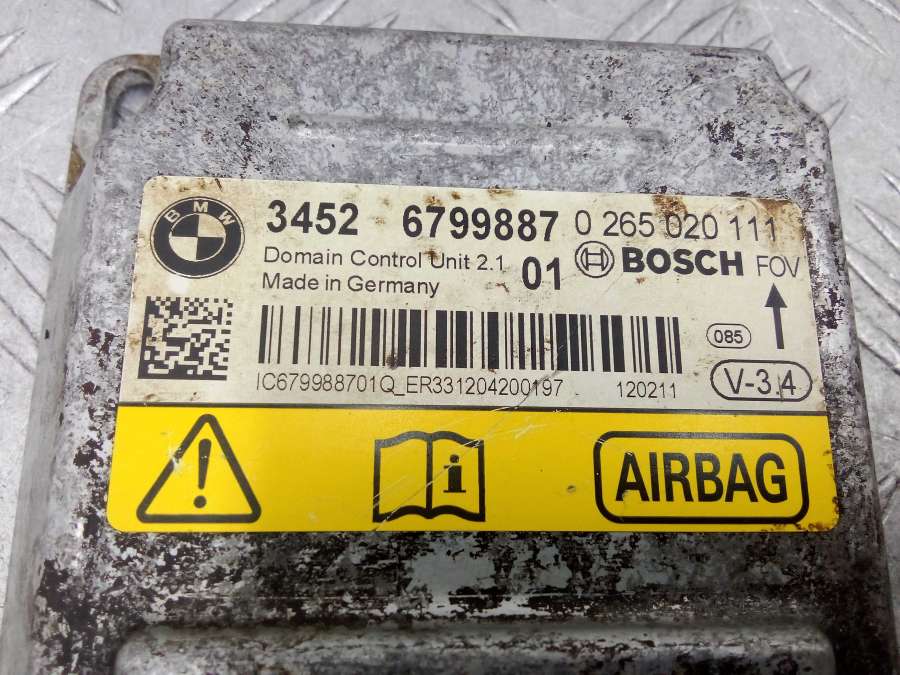 BMW
3452 6799887 0 265 020 111
Domain Control Unit 2.1 01 BOSCH FOV
Made in Germany
085
IC679988701Q_ER331204200197 120211 V-3.4
i
AIRBAG